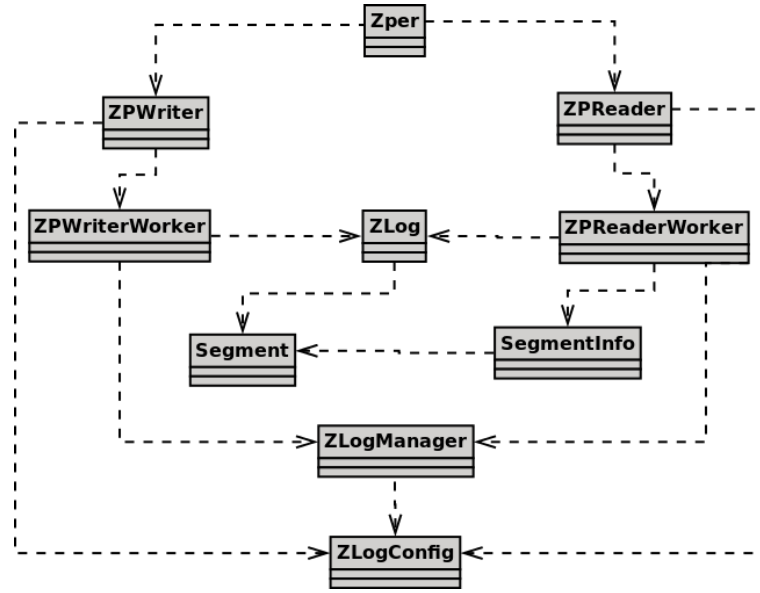 Zper
ZPWriter
ZPReader
ZPWriterWorker
ZLog
ZPReaderWorker
Segment
SegmentInfo
ZLogManager
ZLogConfig